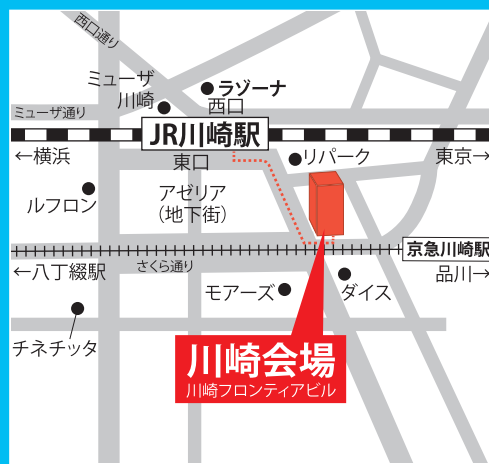 西口通り
ミューザ
川崎
ラゾーナ
西口
ミューザ通り
JR川崎駅
←横浜
東口
リパーク
東京→
ルフロン
アゼリア
(地下街)
京急川崎駅
←八丁綴駅
さくら通り
品川→
モアーズ
ダイス
チネチッタ
川崎会場
川崎フロンティアビル